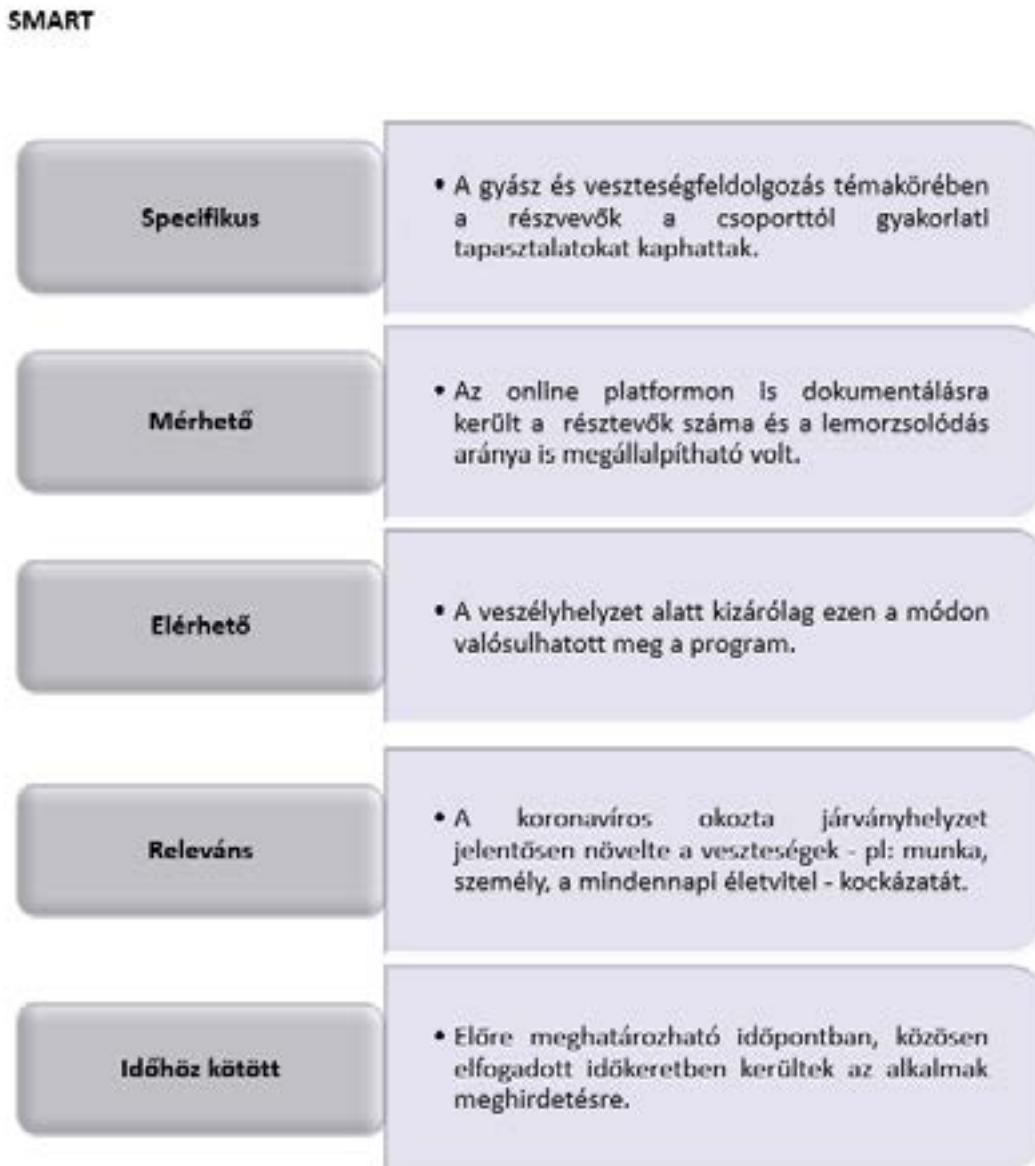 SMART
Specifikus
• A gyász és veszteségfeldolgozás témakörében
a részvevők a csoporttól gyakorlati
tapasztalatokat kaphattak.
Mérhető
• Az online platformon is dokumentálásra
került a résztevők száma és a lemorzsolódás
aránya is megállalpítható volt.
Elérhető
• A veszélyhelyzet alatt kizárólag ezen a módon
valósulhatott meg a program.
Releváns
• A koronavíros okozta járványhelyzet
jelentősen növelte a veszteségek - pl: munka,
személy, a mindennapi életvitel - kockázatát.
Időhöz kötött
• Előre meghatározható időpontban, közösen
elfogadott időkeretben kerültek az alkalmak
meghirdetésre.